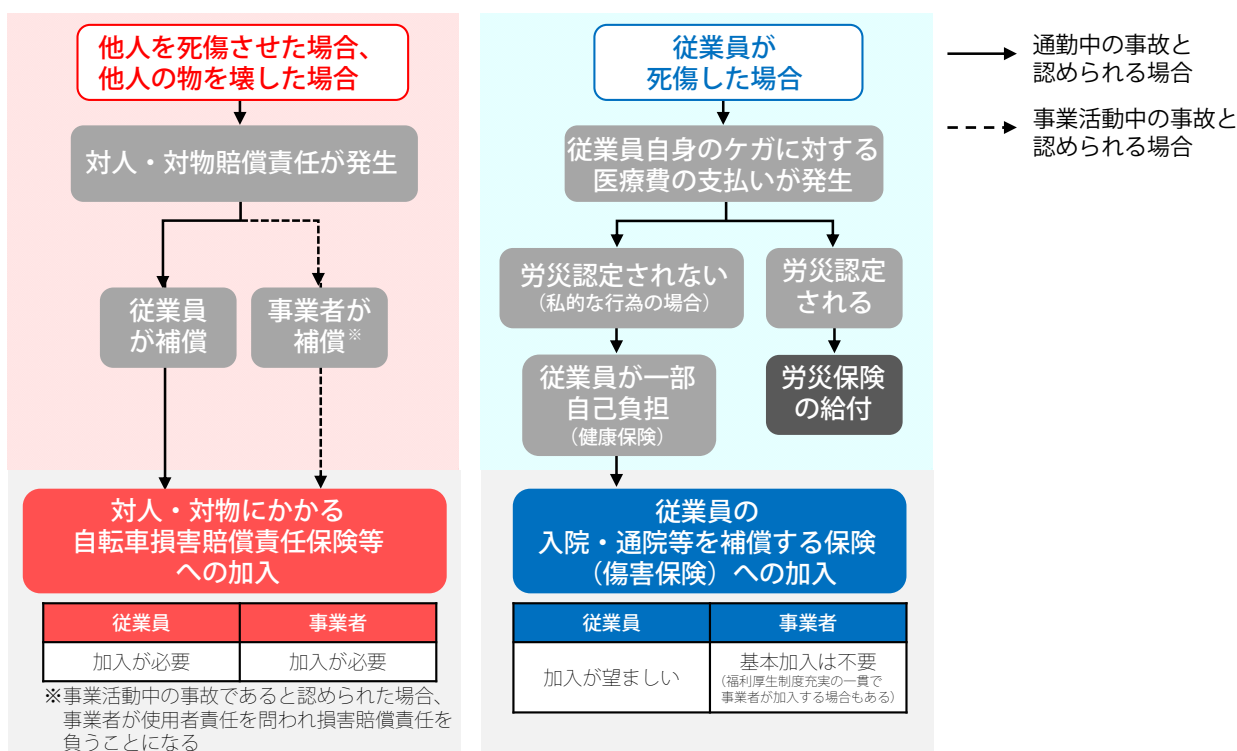 他人を死傷させた場合、
他人の物を壊した場合
対人・対物賠償責任が発生
従業員
が補償
事業者が
補償※
対人・対物にかかる
自転車損害賠償責任保険等
への加入
従業員
事業者
加入が必要
加入が必要
※事業活動中の事故であると認められた場合、
事業者が使用者責任を問われ損害賠償責任を
負うことになる
従業員が
死傷した場合
従業員自身のケガに対する
医療費の支払いが発生
労災認定されない
（私的な行為の場合）
労災認定
される
従業員が一部
自己負担
（健康保険）
労災保険
の給付
従業員の
入院・通院等を補償する保険
（傷害保険）への加入
従業員
事業者
加入が望ましい
基本加入は不要
（福利厚生制度充実の一貫で
事業者が加入する場合もある）
通勤中の事故と
認められる場合
事業活動中の事故と
認められる場合